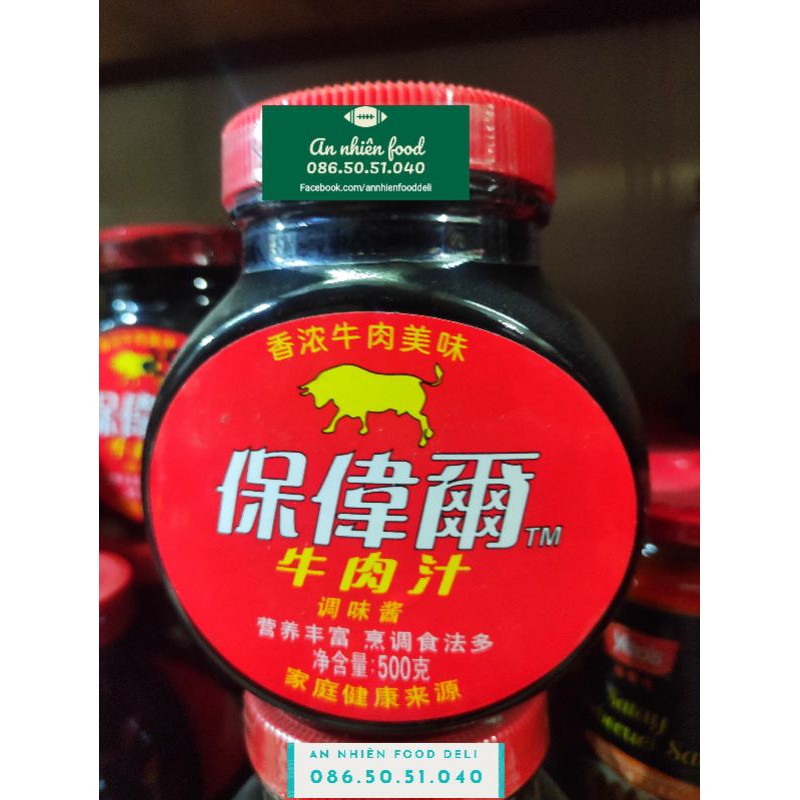 An nhiên food
086.50.51.040
Facebook.com/annhienfooddeli
香浓牛肉美味
保偉爾 TM
牛肉汁
调味酱
营养丰富 烹调食法多
净含量:500克
家庭健康来源
AN NHIÊN FOOD DELI
086.50.51.040